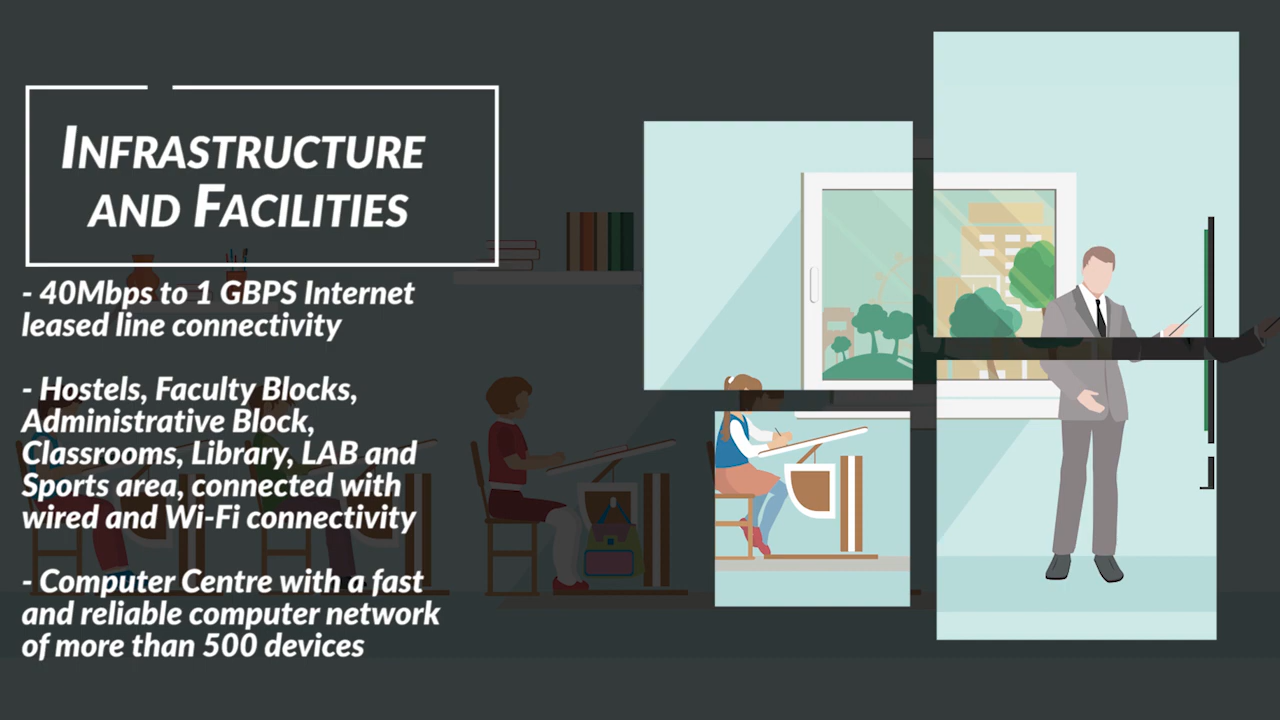 Infrastructure
and Facilities
- 40Mbps to 1 GBPS Internet
leased line connectivity
- Hostels, Faculty Blocks,
Administrative Block,
Classrooms, Library, LAB and
Sports area, connected with
wired and Wi-Fi connectivity
- Computer Centre with a fast
and reliable computer network
of more than 500 devices